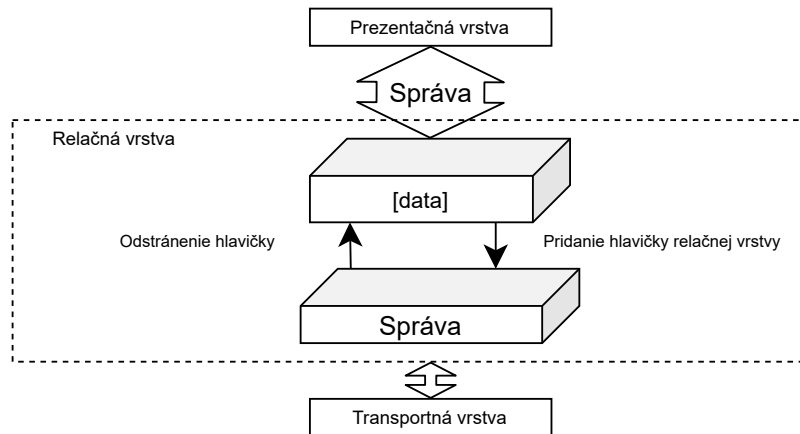 Prezentačná vrstva
Správa
Relačná vrstva
[data]
Odstránenie hlavičky
Pridanie hlavičky relačnej vrstvy
Správa
Transportná vrstva